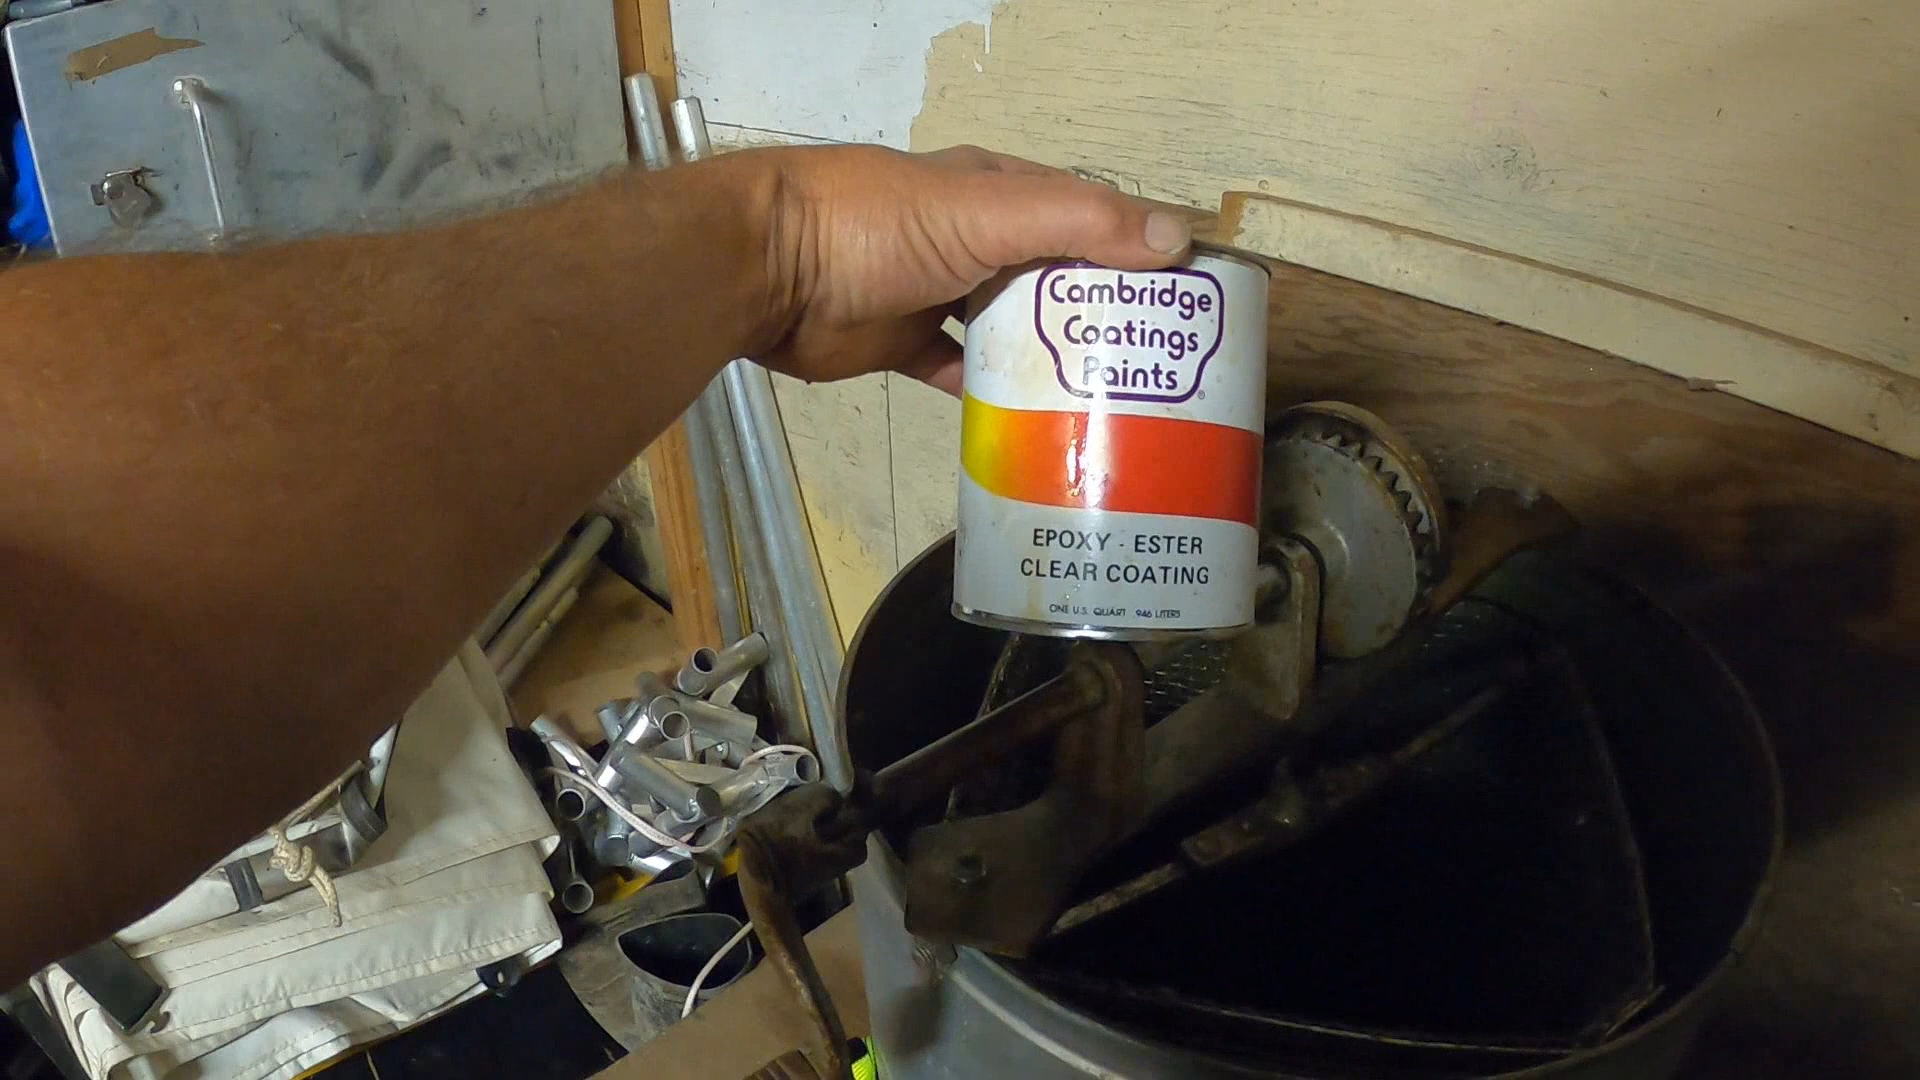 Cambridge
Coatings
Paints
®
EPOXY - ESTER
CLEAR COATING
ONE U.S. QUART .946 LITERS